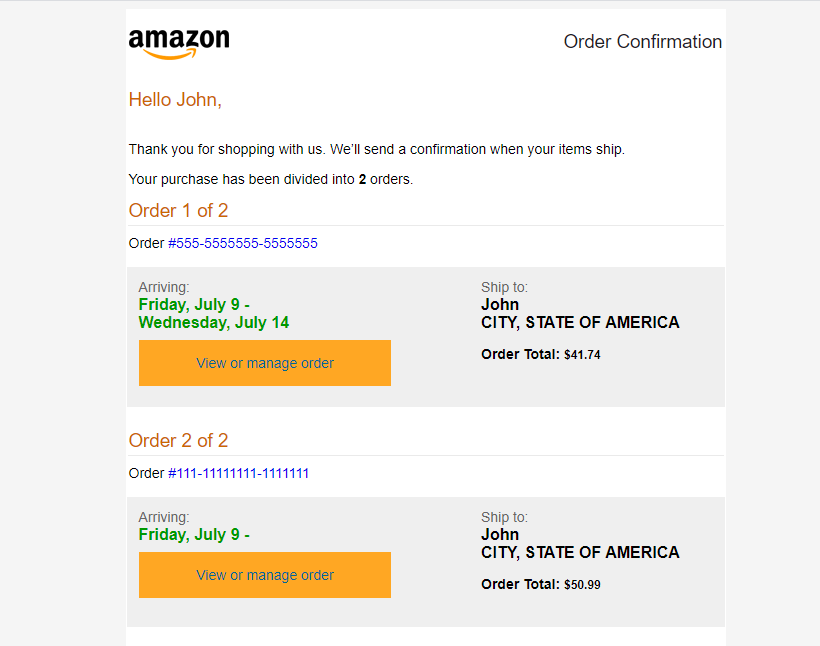 amazon
Order Confirmation
Hello John,
Thank you for shopping with us. We’ll send a confirmation when your items ship.
Your purchase has been divided into 2 orders.
Order 1 of 2
Order #555-5555555-5555555
Arriving:
Friday, July 9 -
Wednesday, July 14
View or manage order
Ship to:
John
CITY, STATE OF AMERICA
Order Total: $41.74
Order 2 of 2
Order #111-11111111-1111111
Arriving:
Friday, July 9 -
View or manage order
Ship to:
John
CITY, STATE OF AMERICA
Order Total: $50.99